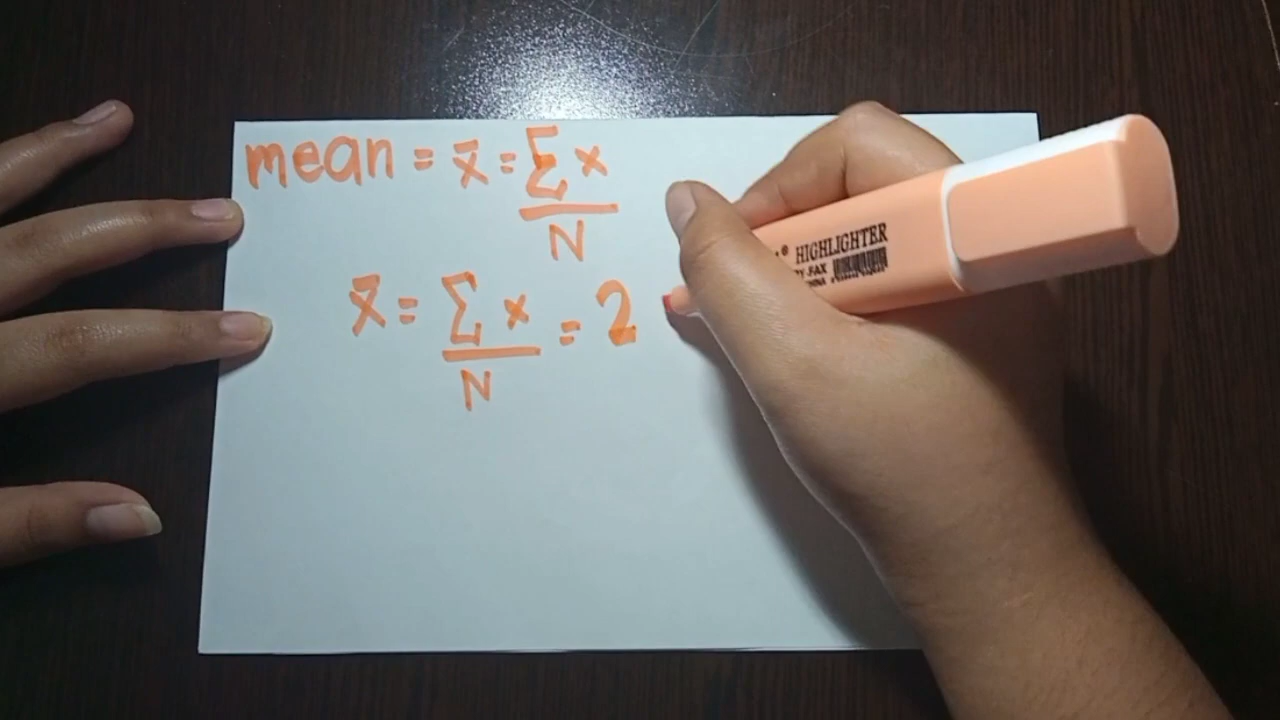 mean = x̄ = Σx
N
x̄ = Σx = 2
N
HIGHLIGHTER